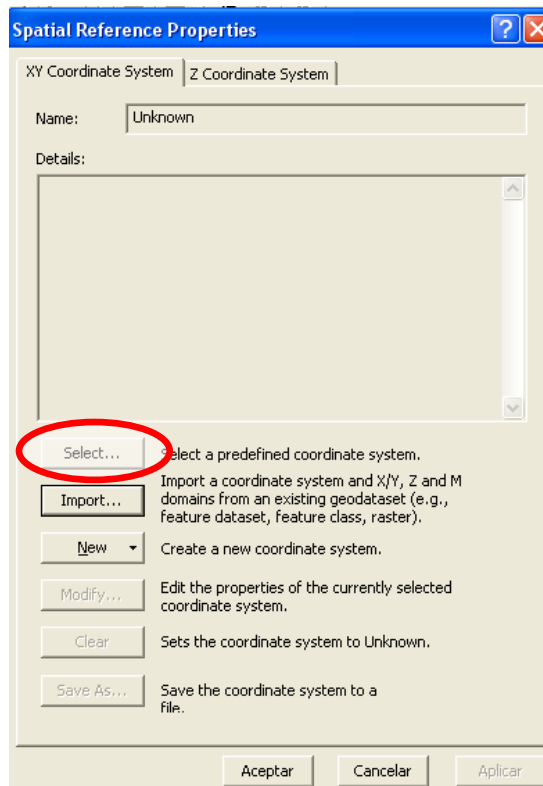 Spatial Reference Properties
XY Coordinate System
Z Coordinate System
Name:
Unknown
Details:
Select...
Select a predefined coordinate system.
Import...
Import a coordinate system and X/Y, Z and M
domains from an existing geodataset (e.g.,
feature dataset, feature class, raster).
New
Create a new coordinate system.
Modify...
Edit the properties of the currently selected
coordinate system.
Clear
Sets the coordinate system to Unknown.
Save As...
Save the coordinate system to a
file.
Aceptar
Cancelar
Aplicar